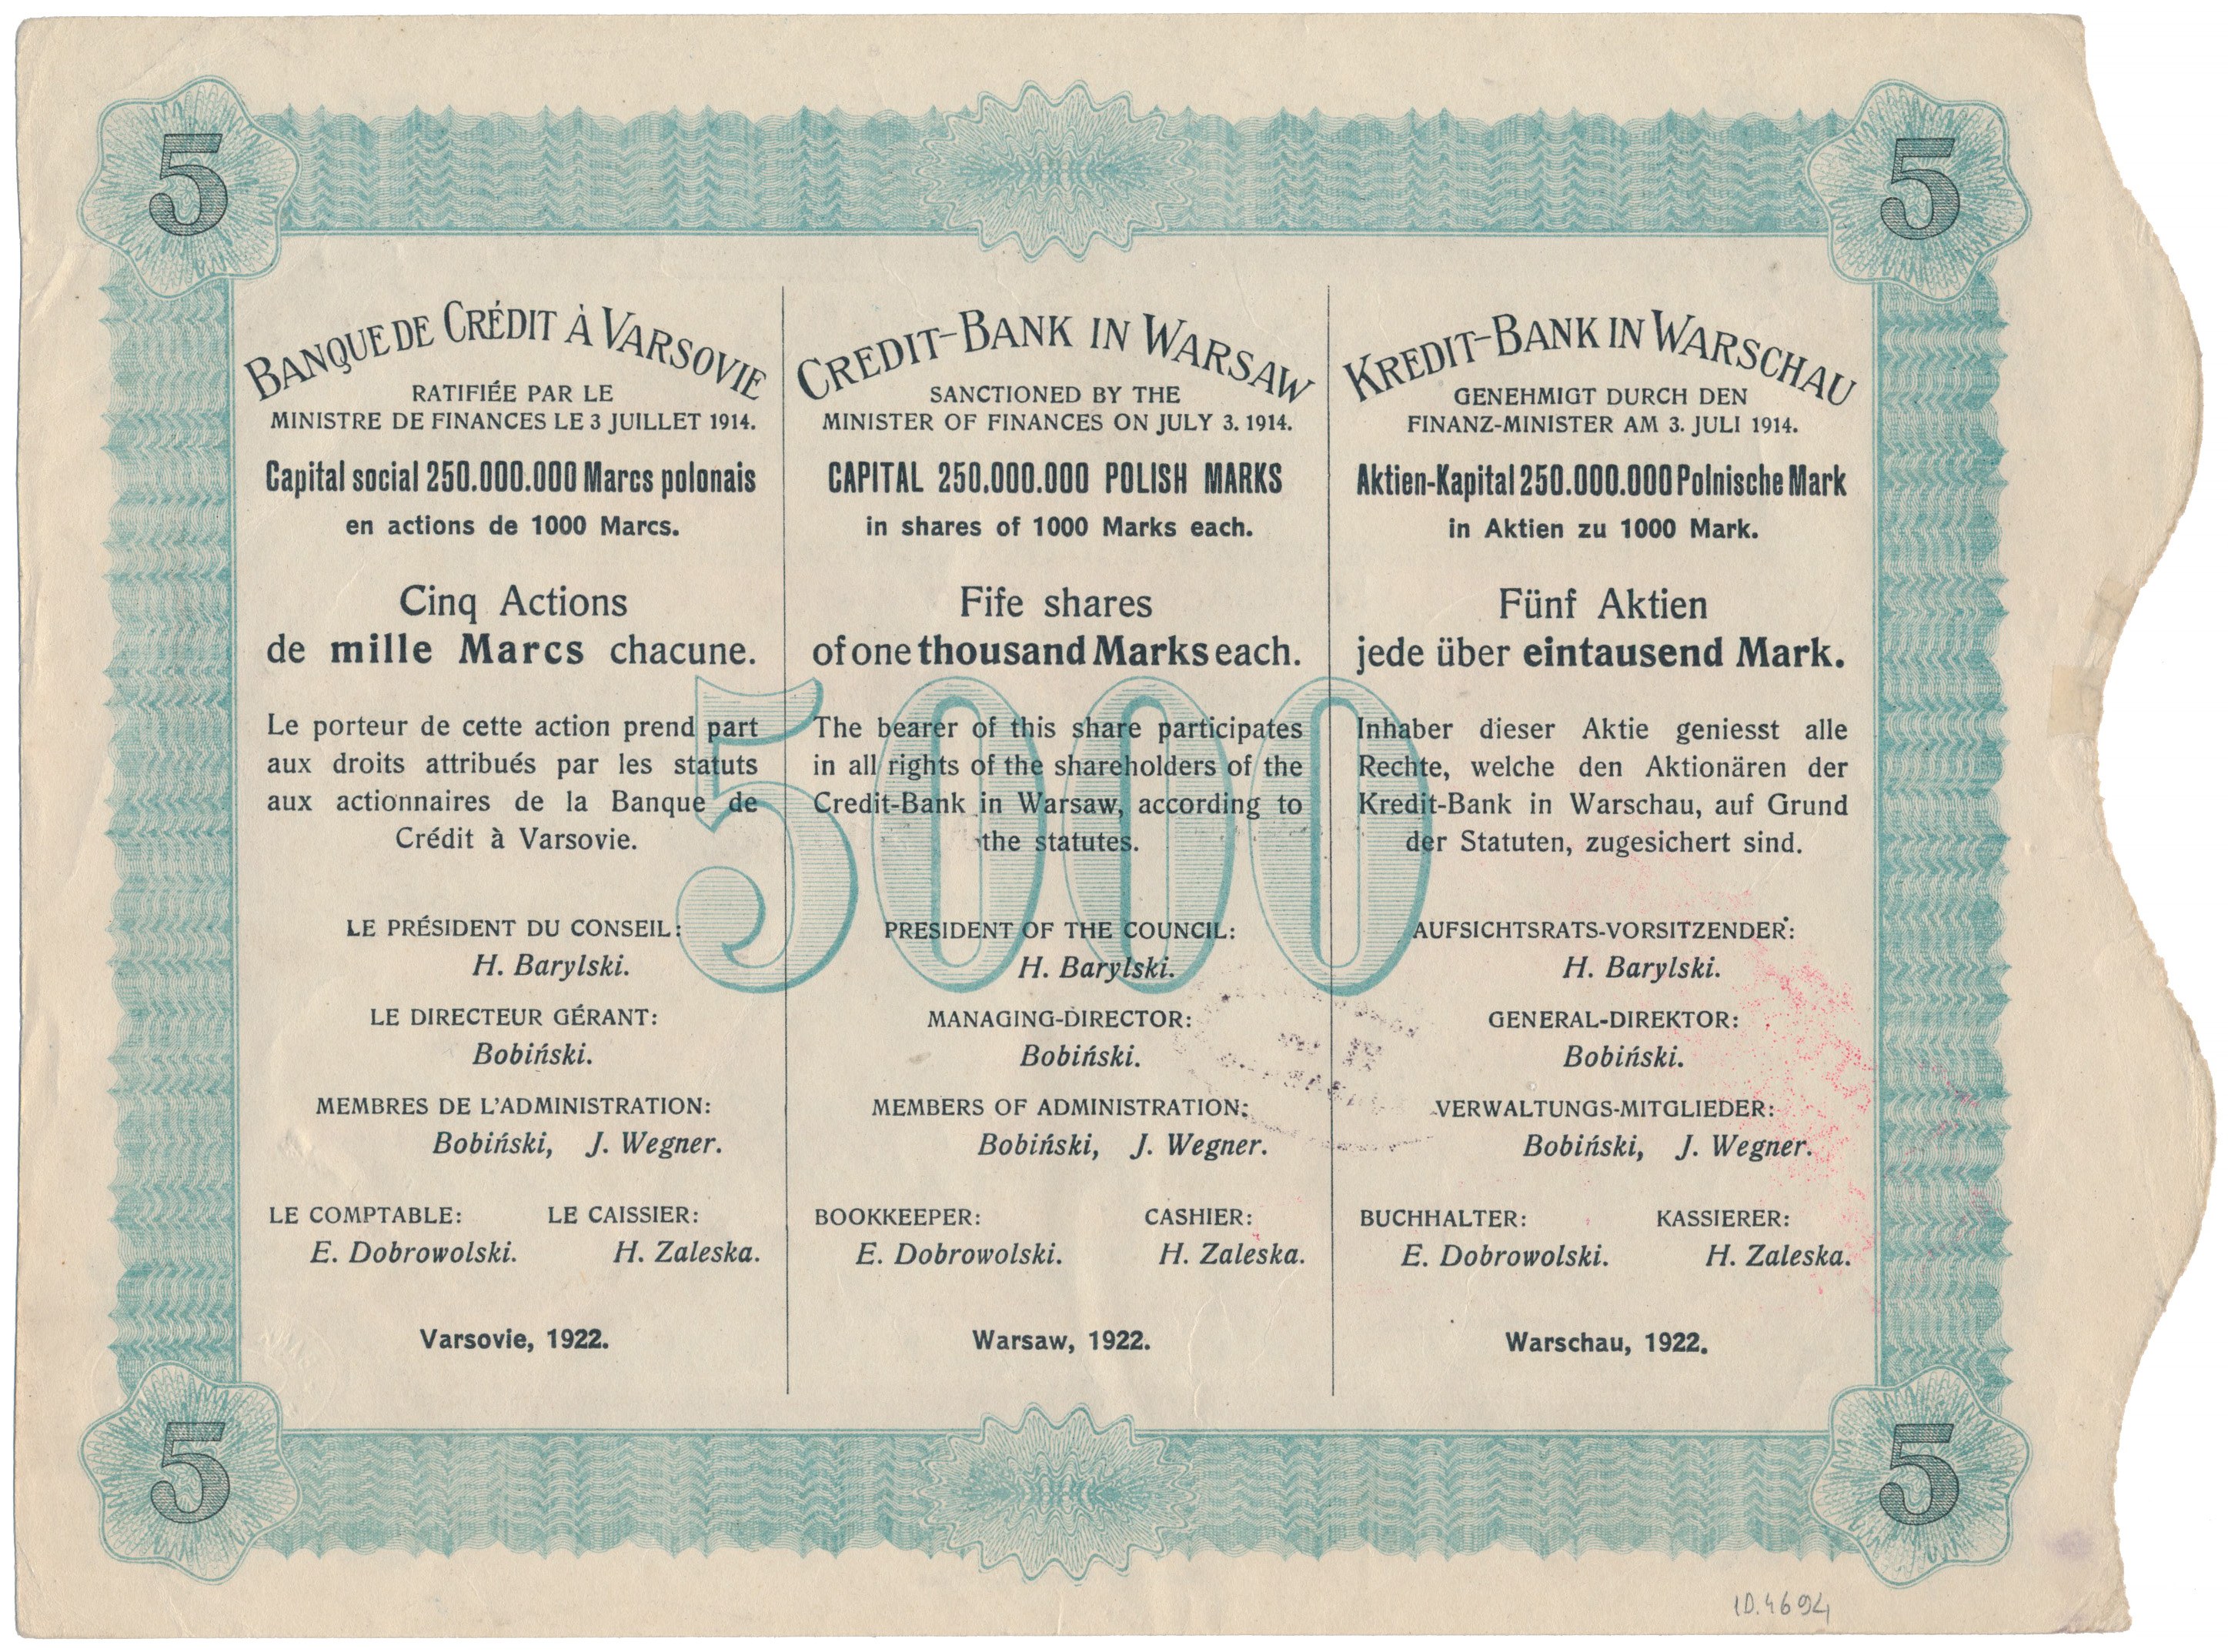 5
5
BANQUE DE CRÉDIT À VARSOVIE
RATIFIÉE PAR LE
MINISTRE DE FINANCES LE 3 JUILLET 1914.
Capital social 250.000.000 Marcs polonais
en actions de 1000 Marcs.
Cinq Actions
de mille Marcs chacune.
Le porteur de cette action prend part
aux droits attribués par les statuts
aux actionnaires de la Banque de
Crédit à Varsovie.
LE PRÉSIDENT DU CONSEIL:
H. Barylski.
LE DIRECTEUR GÉRANT:
Bobiński.
MEMBRES DE L'ADMINISTRATION:
Bobiński, J. Wegner.
LE COMPTABLE: LE CAISSIER:
E. Dobrowolski. H. Zaleska.
Varsovie, 1922.
CREDIT-BANK IN WARSAW
SANCTIONED BY THE
MINISTER OF FINANCES ON JULY 3. 1914.
CAPITAL 250.000.000 POLISH MARKS
in shares of 1000 Marks each.
Fife shares
of one thousand Marks each.
The bearer of this share participates
in all rights of the shareholders of the
Credit-Bank in Warsaw, according to
the statutes.
PRESIDENT OF THE COUNCIL:
H. Barylski.
MANAGING-DIRECTOR:
Bobiński.
MEMBERS OF ADMINISTRATION:
Bobiński, J. Wegner.
BOOKKEEPER: CASHIER:
E. Dobrowolski. H. Zaleska.
Warsaw, 1922.
KREDIT-BANK IN WARSCHAU
GENEHMIGT DURCH DEN
FINANZ-MINISTER AM 3. JULI 1914.
Aktien-Kapital 250.000.000 Polnische Mark
in Aktien zu 1000 Mark.
Fünf Aktien
jede über eintausend Mark.
Inhaber dieser Aktie geniesst alle
Rechte, welche den Aktionären der
Kredit-Bank in Warschau, auf Grund
der Statuten, zugesichert sind.
AUFSICHTSRATS-VORSITZENDER:
H. Barylski.
GENERAL-DIREKTOR:
Bobiński.
VERWALTUNGS-MITGLIEDER:
Bobiński, J. Wegner.
BUCHHALTER: KASSIERER:
E. Dobrowolski. H. Zaleska.
Warschau, 1922.
5000
5
5
ID.4694